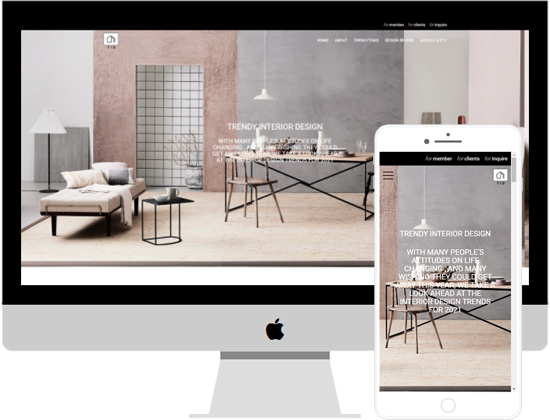 for member for clients for inquire
TID
HOME ABOUT TREND ITEMS DESIGN REVIEW
TRENDY INTERIOR DESIGN
WITH MANY PEOPLE'S ATTITUDES ON LIFE
CHANGING , AND MANY WISHING THEY COULD
GET AWAY THIS YEAR, WE TAKE A LOOK AHEAD
AT THE INTERIOR DESIGN TRENDS FOR 2021
for member for clients for inquire
TID
TRENDY INTERIOR DESIGN
WITH MANY PEOPLE'S
ATTITUDES ON LIFE
CHANGING , AND MANY
WISHING THEY COULD GET
AWAY THIS YEAR, WE TAKE A
LOOK AHEAD AT THE
INTERIOR DESIGN TRENDS
FOR 2021